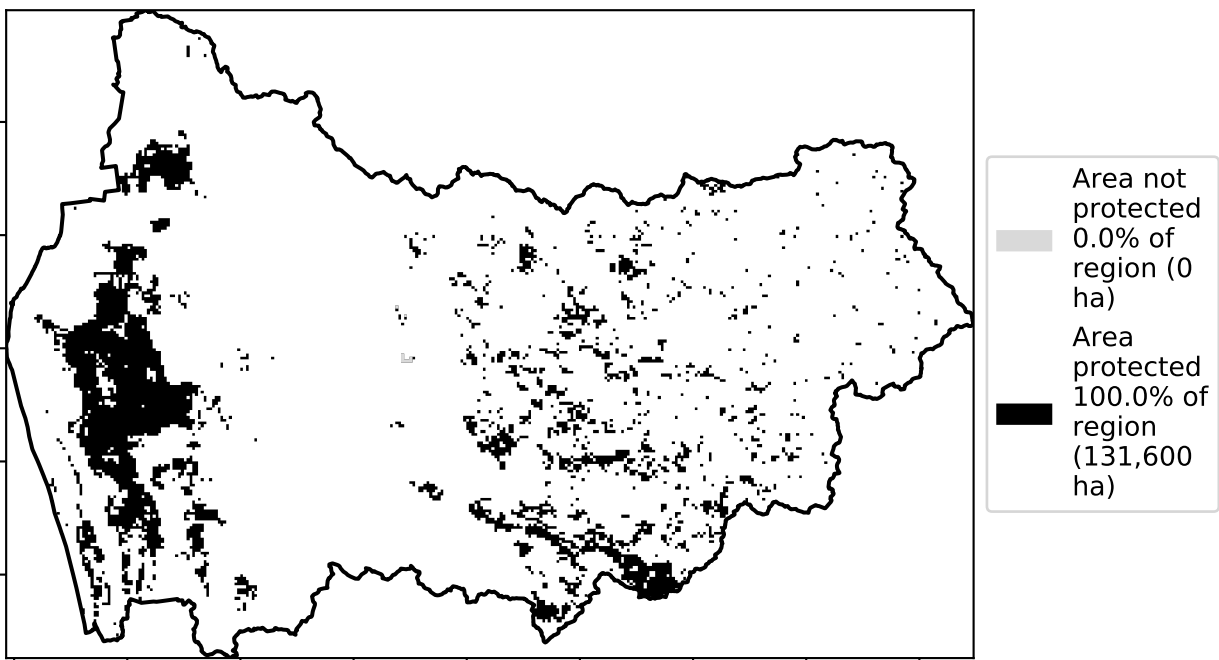 Area not
protected
0.0% of
region (0
ha)
Area
protected
100.0% of
region
(131,600
ha)